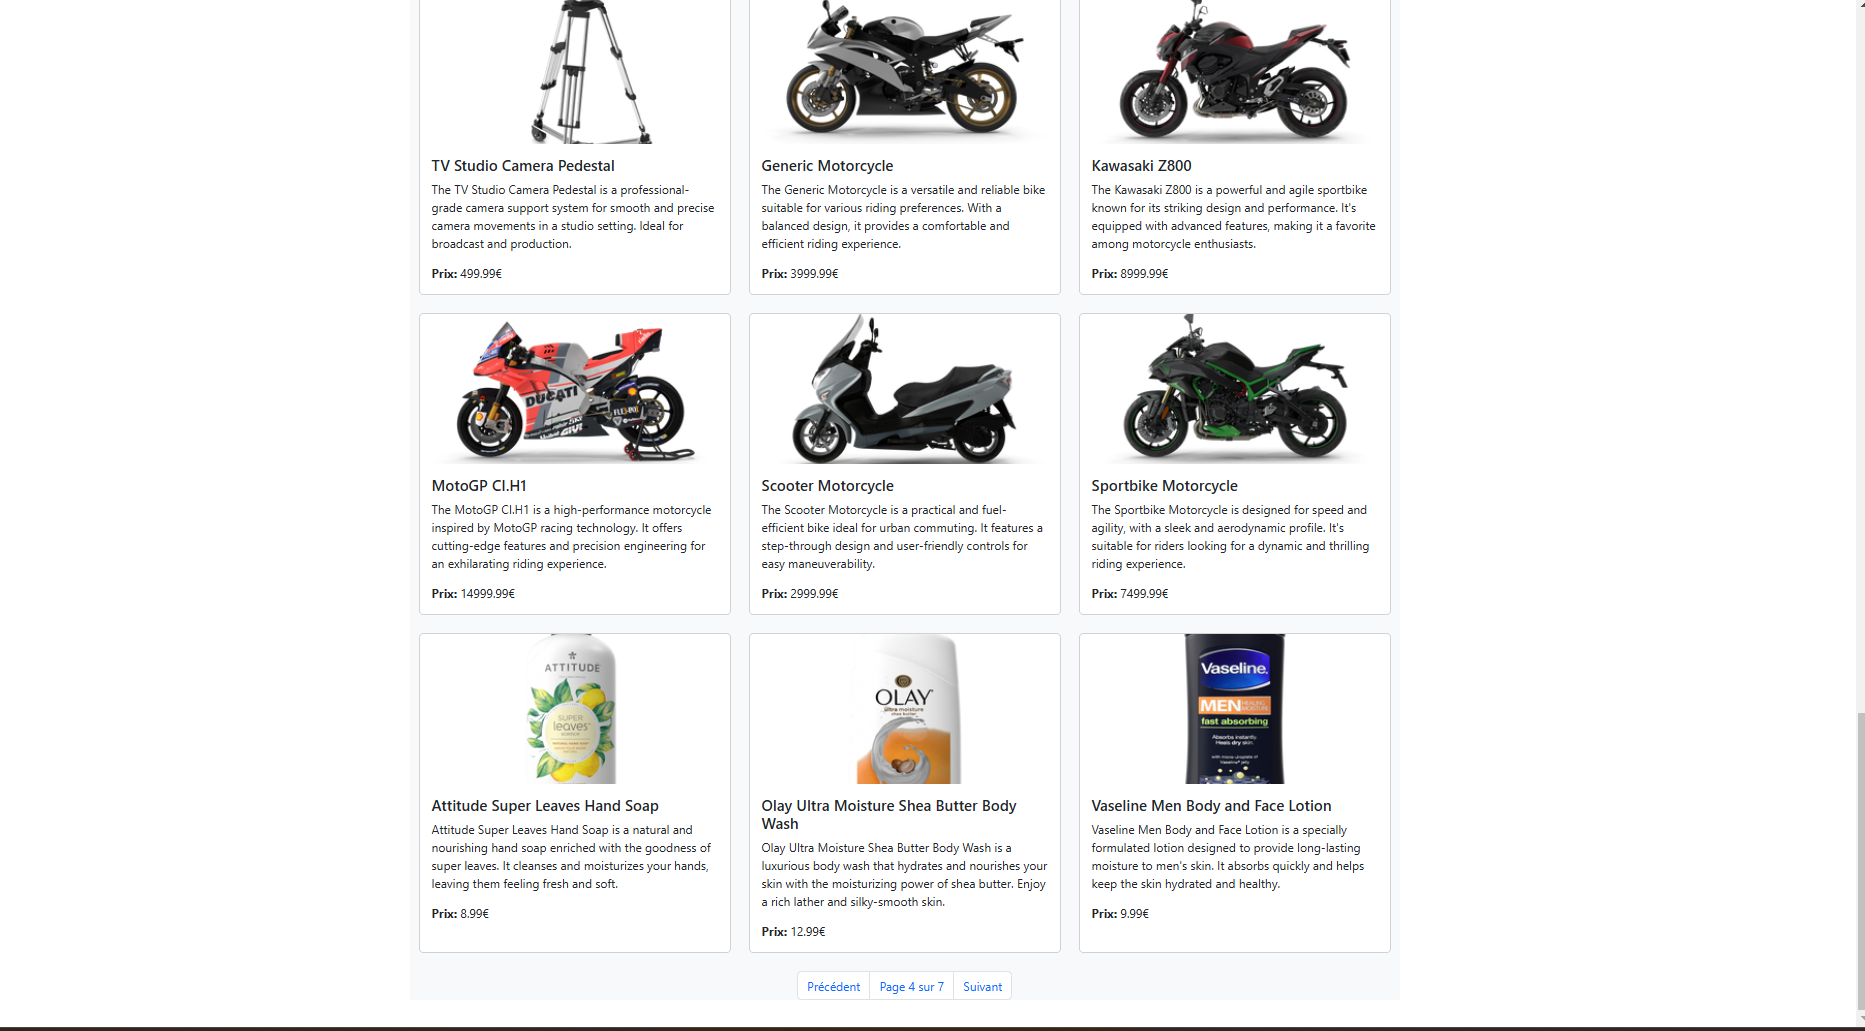 TV Studio Camera Pedestal
The TV Studio Camera Pedestal is a professional-
grade camera support system for smooth and precise
camera movements in a studio setting. Ideal for
broadcast and production.
Prix: 499.99€
Generic Motorcycle
The Generic Motorcycle is a versatile and reliable bike
suitable for various riding preferences. With a
balanced design, it provides a comfortable and
efficient riding experience.
Prix: 3999.99€
Kawasaki Z800
The Kawasaki Z800 is a powerful and agile sportbike
known for its striking design and performance. It's
equipped with advanced features, making it a favorite
among motorcycle enthusiasts.
Prix: 8999.99€
DUCATI
MotoGP CI.H1
The MotoGP CI.H1 is a high-performance motorcycle
inspired by MotoGP racing technology. It offers
cutting-edge features and precision engineering for
an exhilarating riding experience.
Prix: 14999.99€
Scooter Motorcycle
The Scooter Motorcycle is a practical and fuel-
efficient bike ideal for urban commuting. It features a
step-through design and user-friendly controls for
easy maneuverability.
Prix: 2999.99€
Sportbike Motorcycle
The Sportbike Motorcycle is designed for speed and
agility, with a sleek and aerodynamic profile. It's
suitable for riders looking for a dynamic and thrilling
riding experience.
Prix: 7499.99€
ATTITUDE
SUPER
leaves
Attitude Super Leaves Hand Soap
Attitude Super Leaves Hand Soap is a natural and
nourishing hand soap enriched with the goodness of
super leaves. It cleanses and moisturizes your hands,
leaving them feeling fresh and soft.
Prix: 8.99€
OLAY
ultra moisture
shea butter
Olay Ultra Moisture Shea Butter Body
Wash
Olay Ultra Moisture Shea Butter Body Wash is a
luxurious body wash that hydrates and nourishes your
skin with the moisturizing power of shea butter. Enjoy
a rich lather and silky-smooth skin.
Prix: 12.99€
Vaseline.
MEN HEALING
MOISTURE
fast absorbing
Absorbs instantly.
Heals dry skin.
with micro droplets of
Vaseline jelly
Vaseline Men Body and Face Lotion
Vaseline Men Body and Face Lotion is a specially
formulated lotion designed to provide long-lasting
moisture to men's skin. It absorbs quickly and helps
keep the skin hydrated and healthy.
Prix: 9.99€
Précédent
Page 4 sur 7
Suivant